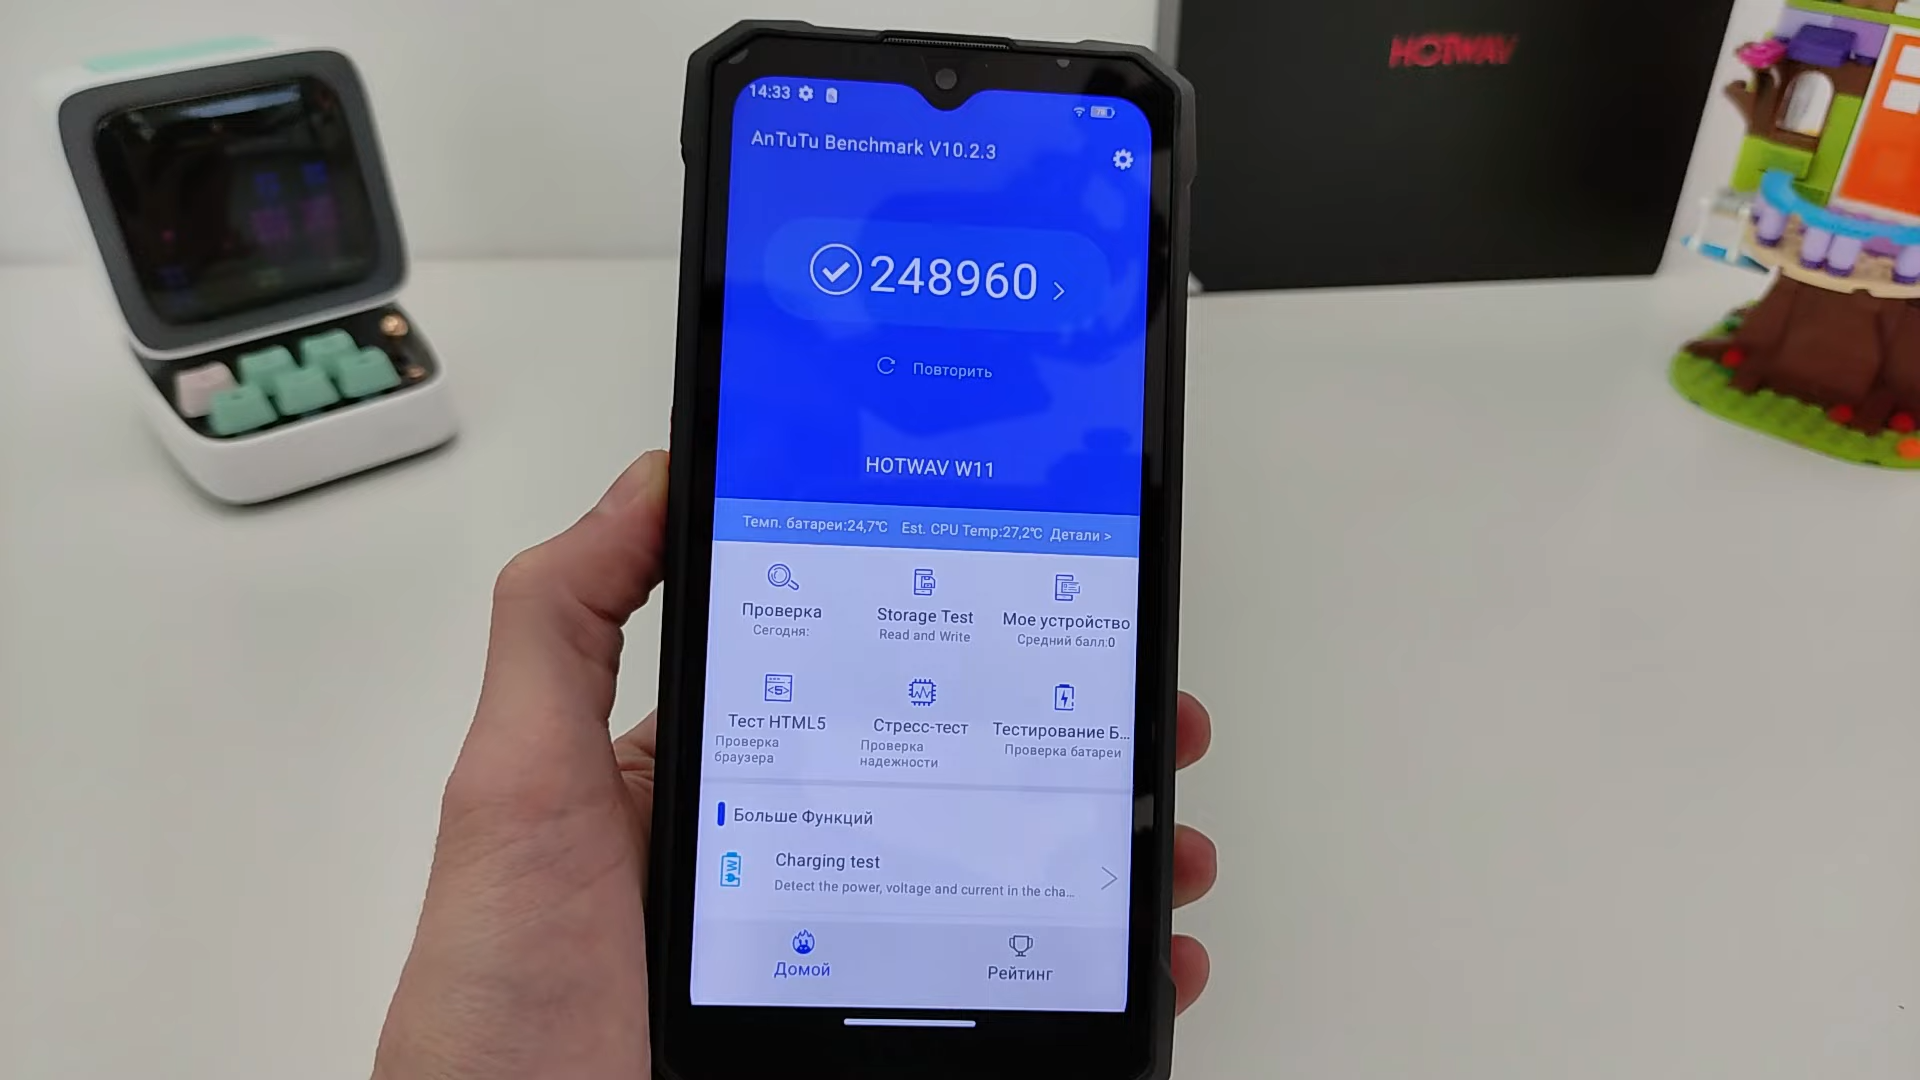 HOTWAV
14:33
78
AnTuTu Benchmark V10.2.3
248960 >
Повторить
HOTWAV W11
Темп. батареи:24,7℃ Est. CPU Temp:27,2℃ Детали >
Проверка
Сегодня:
Storage Test
Read and Write
Мое устройство
Средний балл:0
Тест HTML5
Проверка
браузера
Стресс-тест
Проверка
надежности
Тестирование Б...
Проверка батареи
Больше Функций
Charging test
Detect the power, voltage and current in the cha...
Домой
Рейтинг